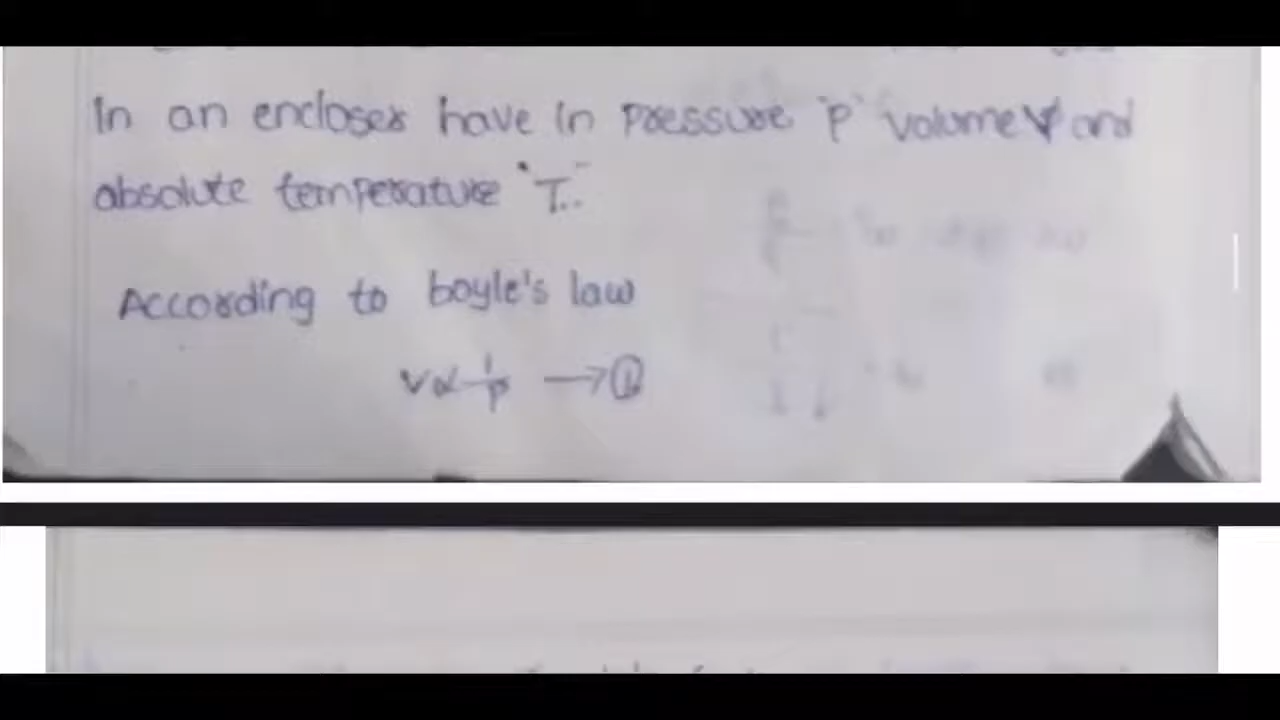 In an encloser have in pressure 'p' volume V and
absolute temperature "T..
According to boyle's law
V∝1/p →①